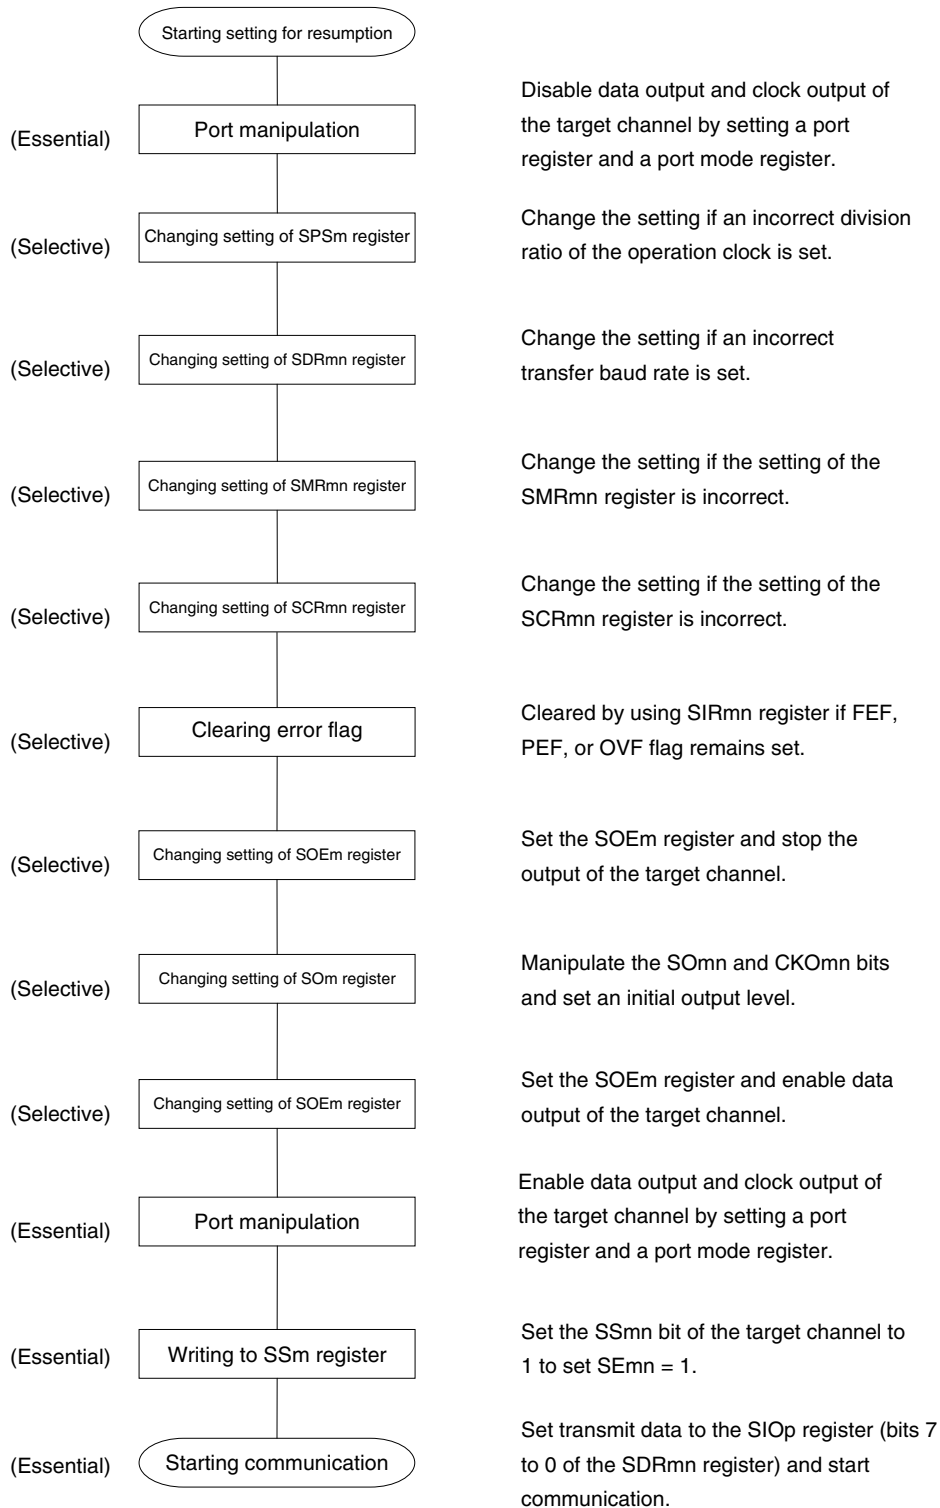 Starting setting for resumption
(Essential)
Port manipulation
Disable data output and clock output of
the target channel by setting a port
register and a port mode register.
(Selective)
Changing setting of SPSm register
Change the setting if an incorrect division
ratio of the operation clock is set.
(Selective)
Changing setting of SDRmn register
Change the setting if an incorrect
transfer baud rate is set.
(Selective)
Changing setting of SMRmn register
Change the setting if the setting of the
SMRmn register is incorrect.
(Selective)
Changing setting of SCRmn register
Change the setting if the setting of the
SCRmn register is incorrect.
(Selective)
Clearing error flag
Cleared by using SIRmn register if FEF,
PEF, or OVF flag remains set.
(Selective)
Changing setting of SOEm register
Set the SOEm register and stop the
output of the target channel.
(Selective)
Changing setting of SOm register
Manipulate the SOmn and CKOmn bits
and set an initial output level.
(Selective)
Changing setting of SOEm register
Set the SOEm register and enable data
output of the target channel.
(Essential)
Port manipulation
Enable data output and clock output of
the target channel by setting a port
register and a port mode register.
(Essential)
Writing to SSm register
Set the SSmn bit of the target channel to
1 to set SEmn = 1.
(Essential)
Starting communication
Set transmit data to the SIOp register (bits 7
to 0 of the SDRmn register) and start
communication.